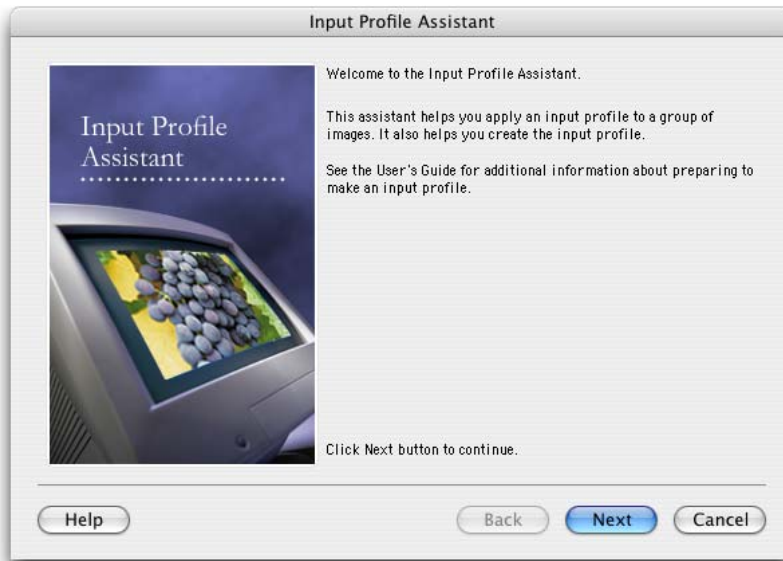 Input Profile Assistant
Input Profile
Assistant
Welcome to the Input Profile Assistant.
This assistant helps you apply an input profile to a group of
images. It also helps you create the input profile.
See the User's Guide for additional information about preparing to
make an input profile.
Click Next button to continue.
Help
Back
Next
Cancel